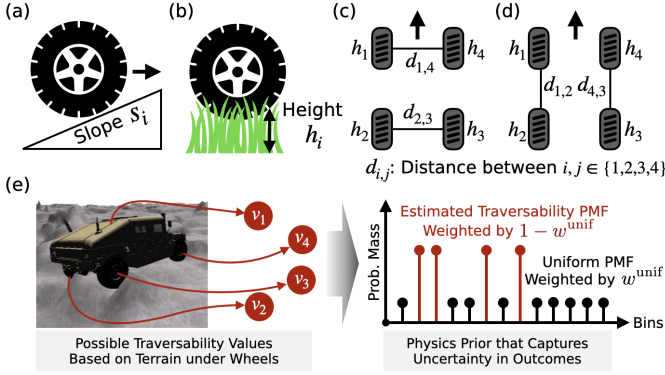 (a)
Slope s_i
(b)
Height
h_i
(c)
h_1
h_4
d_{1,4}
h_2
h_3
d_{2,3}
(d)
h_1
h_4
d_{1,2} d_{4,3}
h_2
h_3
d_{i,j}: Distance between i, j ∈ {1,2,3,4}
(e)
v_1
v_4
v_3
v_2
Possible Traversability Values
Based on Terrain under Wheels
Prob. Mass
Estimated Traversability PMF
Weighted by 1 − w^{unif}
Uniform PMF
Weighted by w^{unif}
Bins
Physics Prior that Captures
Uncertainty in Outcomes